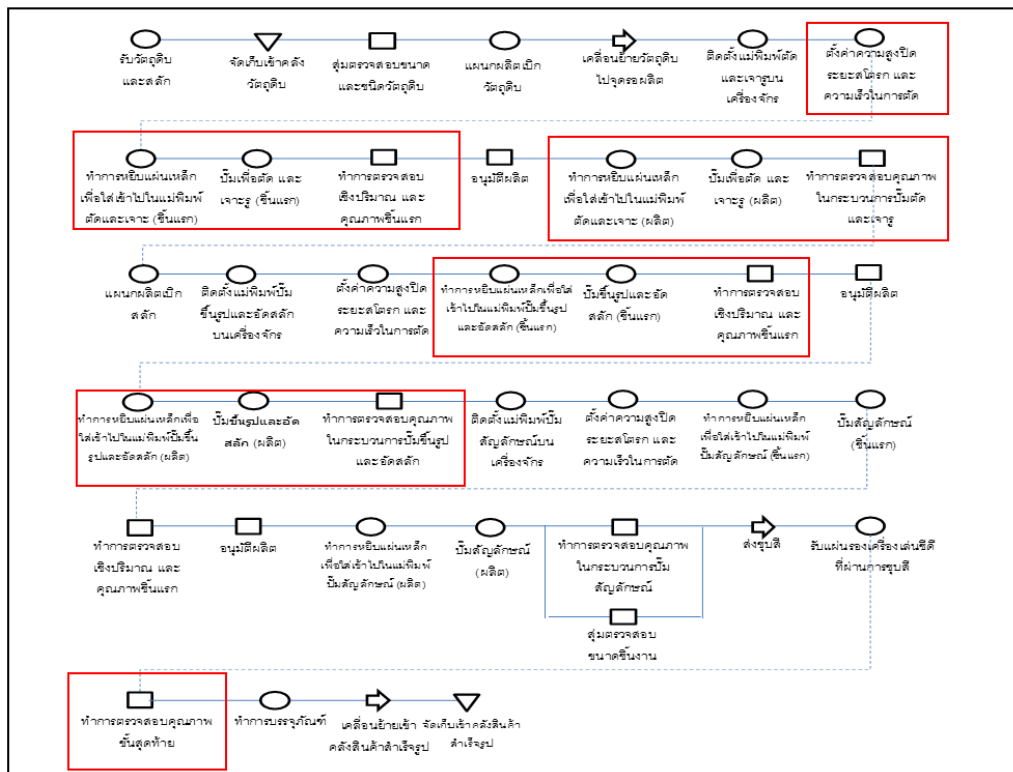 รับวัตถุดิบ
และสลัก
จัดเก็บเข้าคลัง
วัตถุดิบ
สุ่มตรวจสอบขนาด
และชนิดวัตถุดิบ
แผนกผลิตเบิก
วัตถุดิบ
เคลื่อนย้ายวัตถุดิบ
ไปจุดรอผลิต
ติดตั้งแม่พิมพ์ตัด
และเจารูบน
เครื่องจักร
ตั้งค่าความสูงปิด
ระยะสโตรก และ
ความเร็วในการตัด
ทำการหยิบแผ่นเหล็ก
เพื่อใส่เข้าไปในแม่พิมพ์
ตัดและเจาะ (ชิ้นแรก)
ปั๊มเพื่อตัด และ
เจาะรู (ชิ้นแรก)
ทำการตรวจสอบ
เชิงปริมาณ และ
คุณภาพชิ้นแรก
อนุมัติผลิต
ทำการหยิบแผ่นเหล็ก
เพื่อใส่เข้าไปในแม่พิมพ์
ตัดและเจาะ (ผลิต)
ปั๊มเพื่อตัด และ
เจาะรู (ผลิต)
ทำการตรวจสอบคุณภาพ
ในกระบวนการปั๊มตัด
และเจารู
แผนกผลิตเบิก
สลัก
ติดตั้งแม่พิมพ์ปั๊ม
ขึ้นรูปและอัดสลัก
บนเครื่องจักร
ตั้งค่าความสูงปิด
ระยะสโตรก และ
ความเร็วในการตัด
ทำการหยิบแผ่นเหล็กเพื่อใส่
เข้าไปในแม่พิมพ์ปั๊มขึ้นรูป
และอัดสลัก (ชิ้นแรก)
ปั๊มขึ้นรูปและอัด
สลัก (ชิ้นแรก)
ทำการตรวจสอบ
เชิงปริมาณ และ
คุณภาพชิ้นแรก
อนุมัติผลิต
ทำการหยิบแผ่นเหล็กเพื่อ
ใส่เข้าไปในแม่พิมพ์ปั๊มขึ้น
รูปและอัดสลัก (ผลิต)
ปั๊มขึ้นรูปและอัด
สลัก (ผลิต)
ทำการตรวจสอบคุณภาพ
ในกระบวนการปั๊มขึ้นรูป
และอัดสลัก
ติดตั้งแม่พิมพ์ปั๊ม
สัญลักษณ์บน
เครื่องจักร
ตั้งค่าความสูงปิด
ระยะสโตรก และ
ความเร็วในการตัด
ทำการหยิบแผ่นเหล็ก
เพื่อใส่เข้าไปในแม่พิมพ์
ปั๊มสัญลักษณ์ (ชิ้นแรก)
ปั๊มสัญลักษณ์
(ชิ้นแรก)
ทำการตรวจสอบ
เชิงปริมาณ และ
คุณภาพชิ้นแรก
อนุมัติผลิต
ทำการหยิบแผ่นเหล็ก
เพื่อใส่เข้าไปในแม่พิมพ์
ปั๊มสัญลักษณ์ (ผลิต)
ปั๊มสัญลักษณ์
(ผลิต)
ทำการตรวจสอบคุณภาพ
ในกระบวนการปั๊ม
สัญลักษณ์
ส่งชุบสี
รับแผ่นรองเครื่องเล่นซีดี
ที่ผ่านการชุบสี
สุ่มตรวจสอบ
ขนาดชิ้นงาน
ทำการตรวจสอบคุณภาพ
ขั้นสุดท้าย
ทำการบรรจุภัณฑ์
เคลื่อนย้ายเข้า
คลังสินค้าสำเร็จรูป
จัดเก็บเข้าคลังสินค้า
สำเร็จรูป